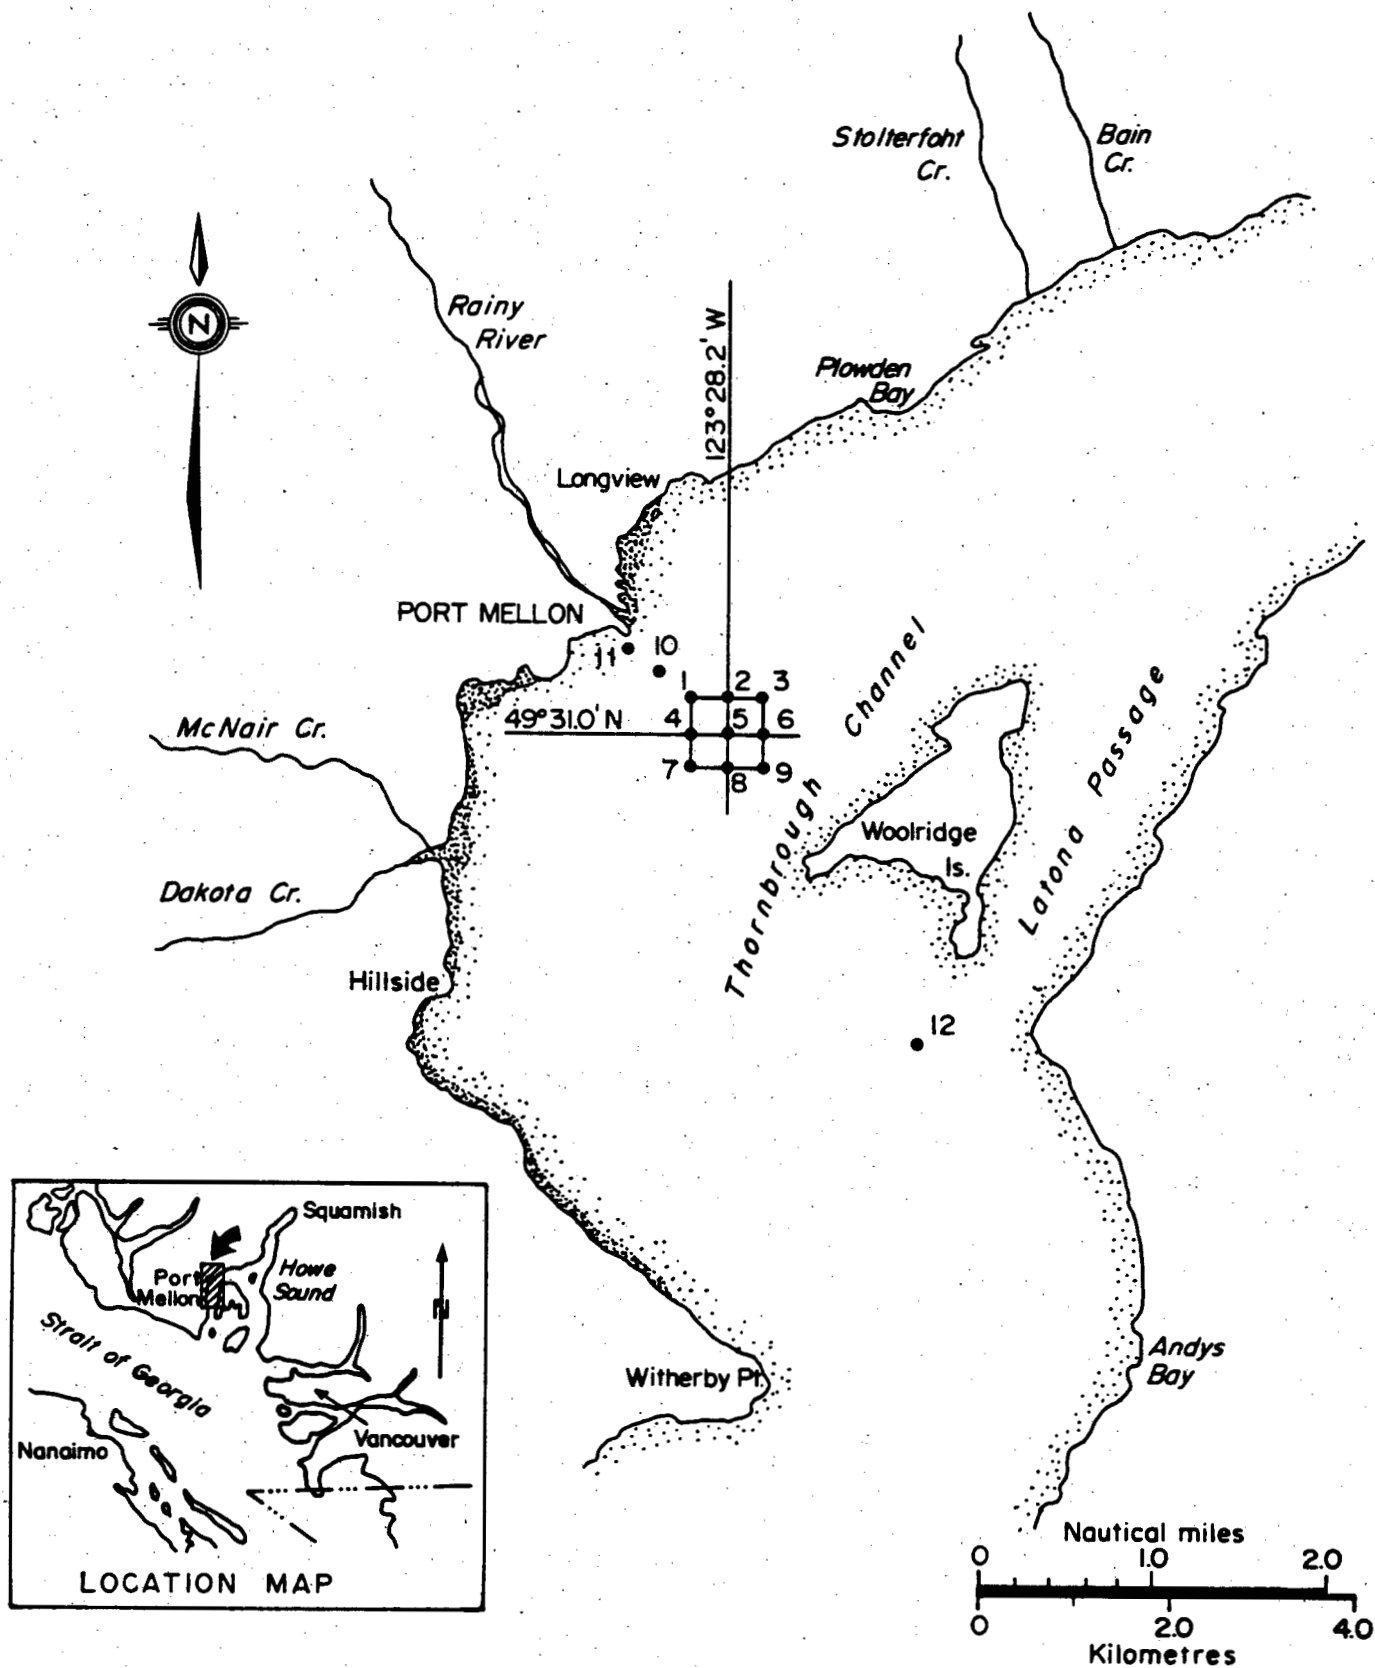 Stolterfoht
Cr.
Bain
Cr.
Rainy
River
N
123°28.2' W
Plowden
Bay
Longview
PORT MELLON
11
10
1
2
3
49°31.0' N
4
5
6
7
8
9
McNair Cr.
Dakota Cr.
Hillside
Thornbrough Channel
Woolridge
Is.
Latona Passage
12
Witherby Pt.
Andys
Bay
Squamish
Howe
Sound
Port
Mellon
N
Strait of Georgia
Nanaimo
Vancouver
LOCATION MAP
Nautical miles
0 1.0 2.0
0 2.0 4.0
Kilometres